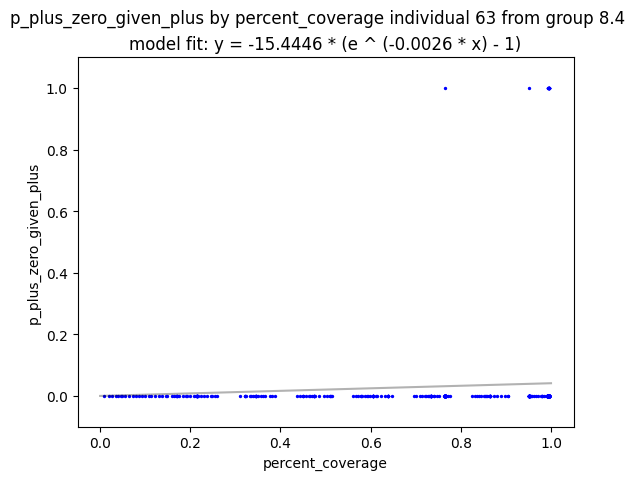 p_plus_zero_given_plus by percent_coverage individual 63 from group 8.4
model fit: y = -15.4446 * (e ^ (-0.0026 * x) - 1)
1.0
0.8
0.6
0.4
0.2
0.0
p_plus_zero_given_plus
0.0 0.2 0.4 0.6 0.8 1.0
percent_coverage